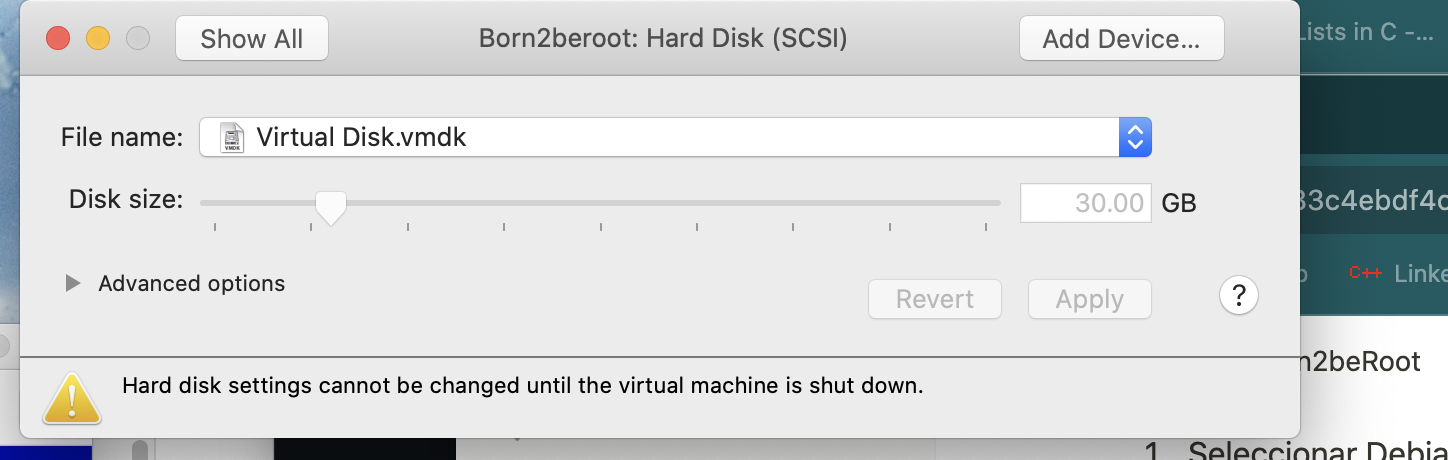 Show All
Born2beroot: Hard Disk (SCSI)
Add Device...
Lists in C -...
File name:
Virtual Disk.vmdk
Disk size:
30.00 GB
33c4ebdf4c
Advanced options
Revert
Apply
?
C++
Linke
n2beRoot
Hard disk settings cannot be changed until the virtual machine is shut down.
1. Seleccionar Debia